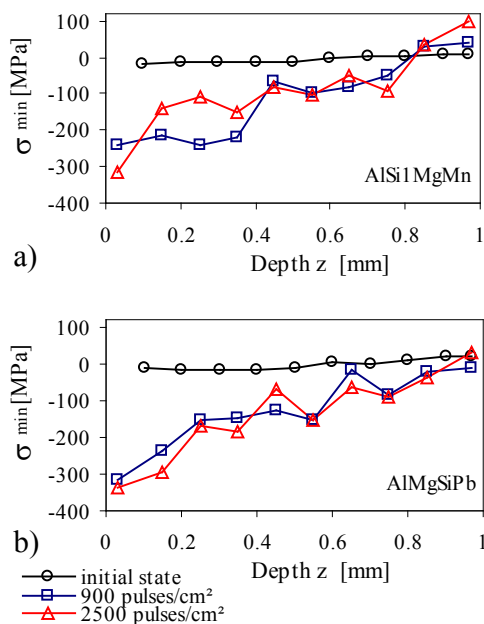 σ min [MPa]
100
0
-100
-200
-300
-400
AlSi1MgMn
0 0.2 0.4 0.6 0.8 1
Depth z [mm]
a)
σ min [MPa]
100
0
-100
-200
-300
-400
AlMgSiPb
0 0.2 0.4 0.6 0.8 1
Depth z [mm]
b)
initial state
900 pulses/cm²
2500 pulses/cm²